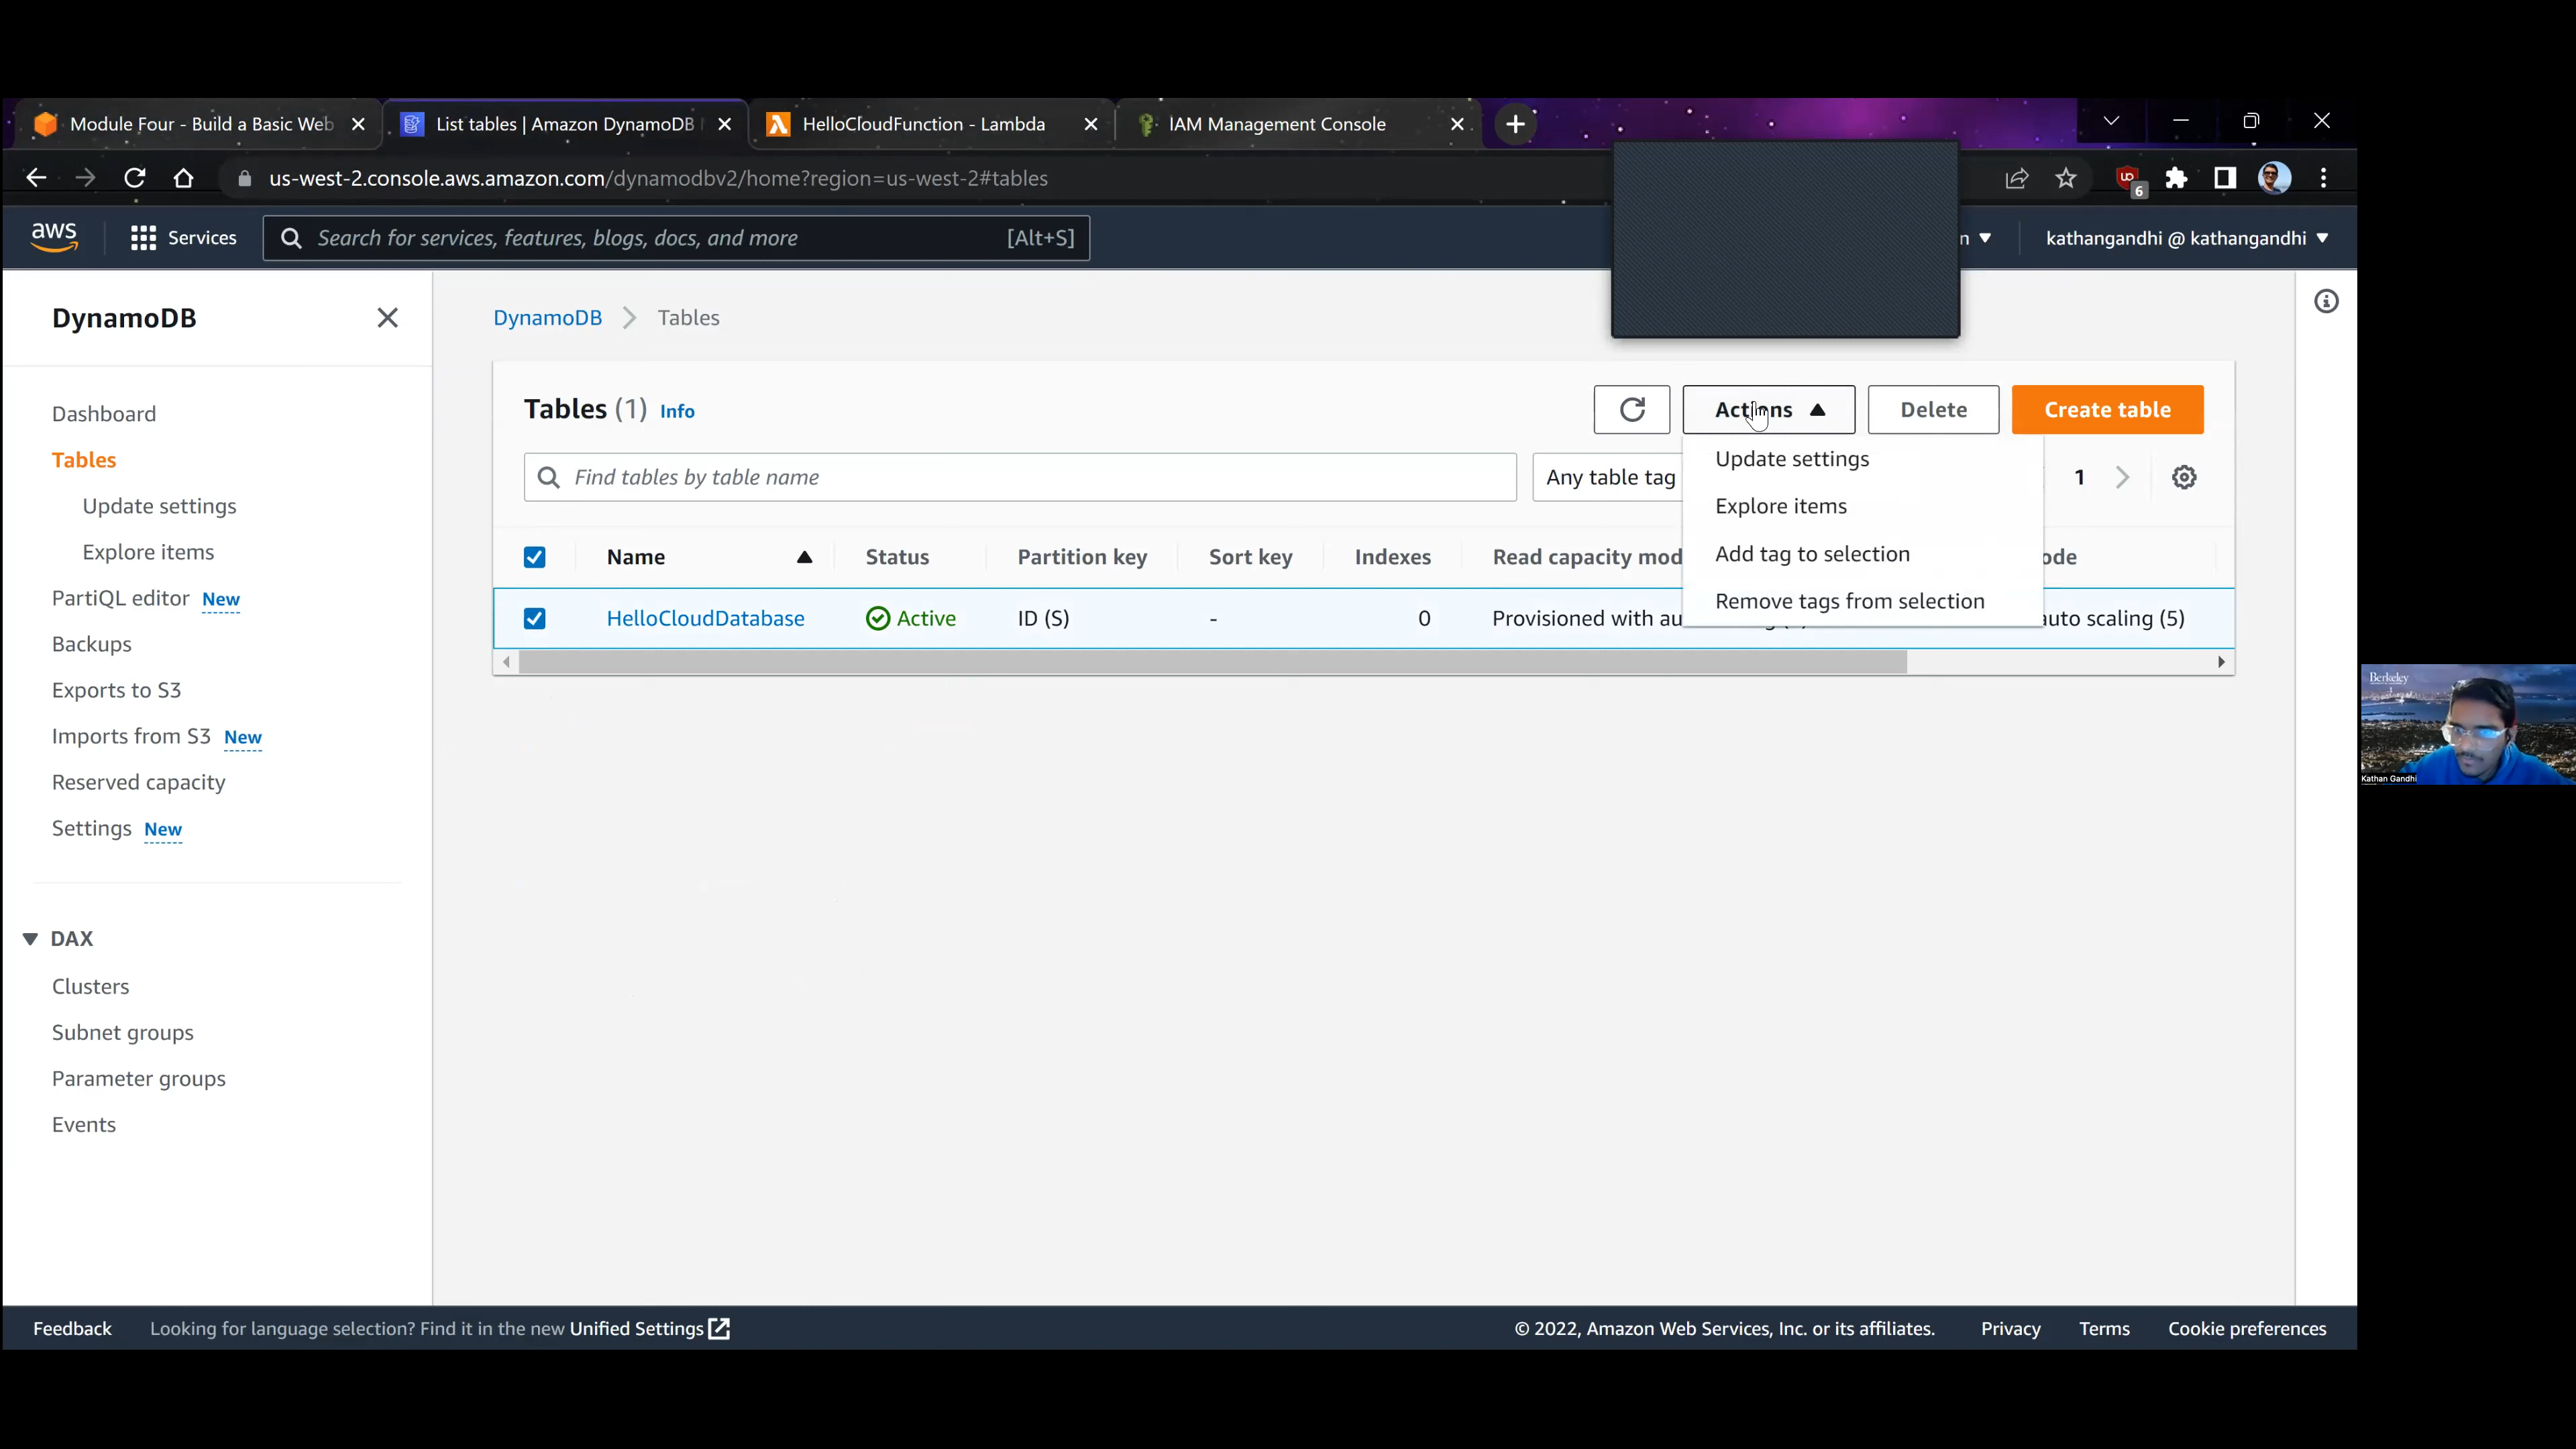 Module Four - Build a Basic Web
List tables | Amazon DynamoDB
HelloCloudFunction - Lambda
IAM Management Console
us-west-2.console.aws.amazon.com/dynamodbv2/home?region=us-west-2#tables
6
aws
Services
Search for services, features, blogs, docs, and more
[Alt+S]
n
kathangandhi @ kathangandhi
DynamoDB
Dashboard
Tables
Update settings
Explore items
PartiQL editor New
Backups
Exports to S3
Imports from S3 New
Reserved capacity
Settings New
DAX
Clusters
Subnet groups
Parameter groups
Events
DynamoDB > Tables
Tables (1) Info
Actions
Delete
Create table
Find tables by table name
Any table tag
1
Update settings
Explore items
Add tag to selection
Remove tags from selection
Name Status Partition key Sort key Indexes Read capacity mod ode
HelloCloudDatabase Active ID (S) - 0 Provisioned with au auto scaling (5)
Berkeley
Kathan Gandhi
Feedback
Looking for language selection? Find it in the new Unified Settings
© 2022, Amazon Web Services, Inc. or its affiliates.
Privacy
Terms
Cookie preferences